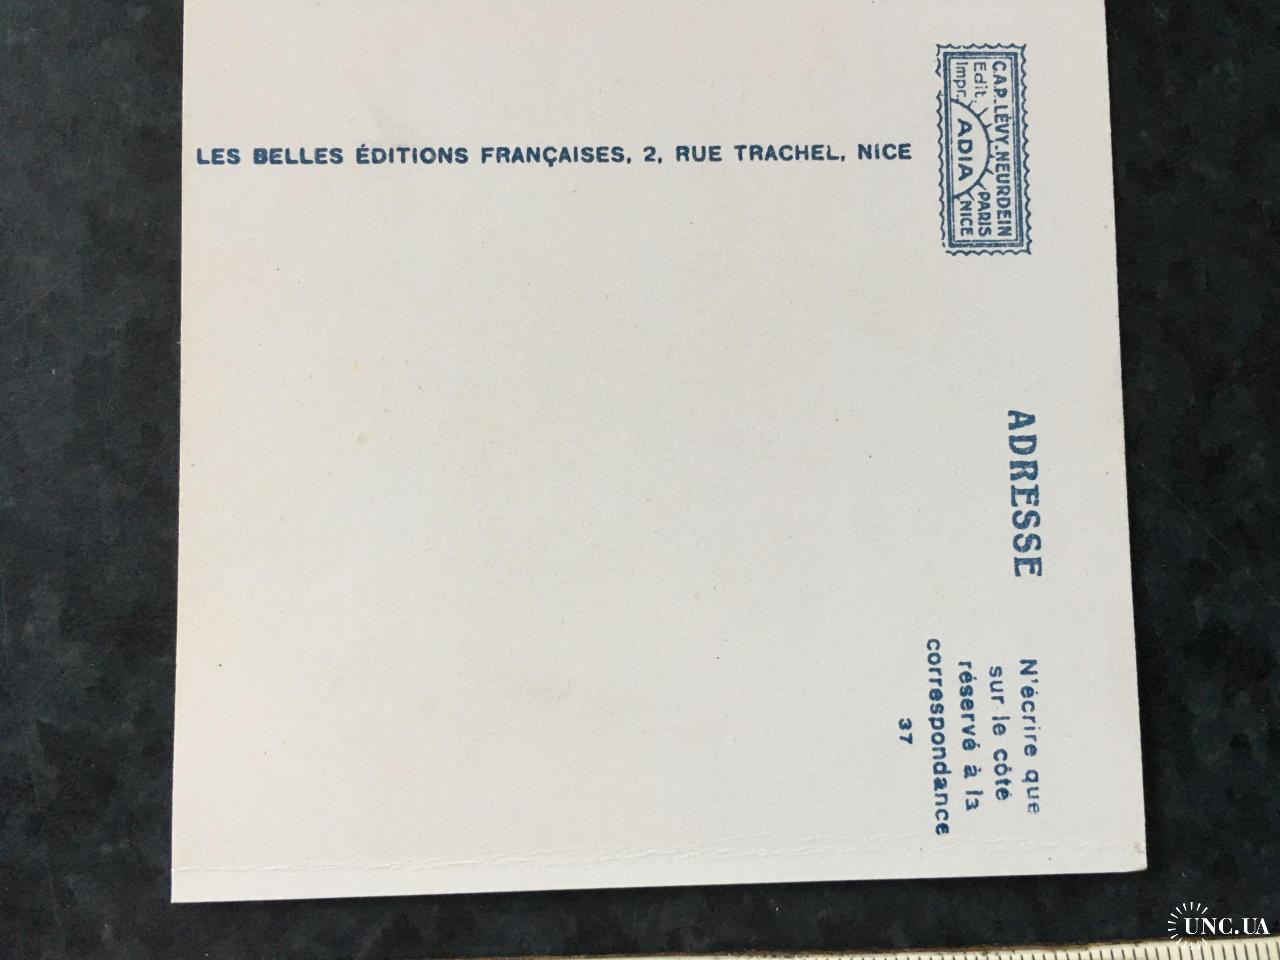 LES BELLES ÉDITIONS FRANÇAISES, 2, RUE TRACHEL, NICE
C.A.P. LÉVY.NEURDEIN
Edit. PARIS
Impr. ADIA NICE
ADRESSE
N'écrire que
sur le côté
réservé à la
correspondance
37
UNC.UA